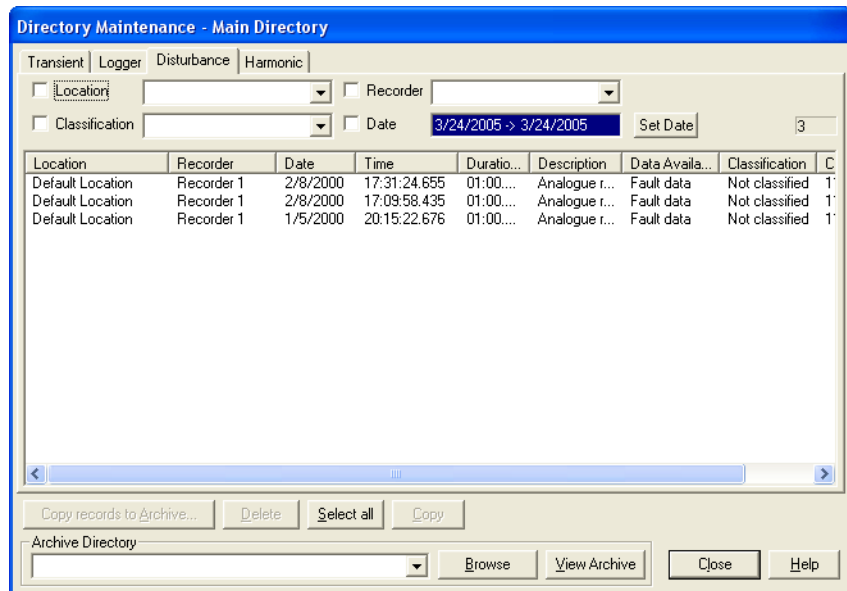 Directory Maintenance - Main Directory
Transient Logger Disturbance Harmonic
Location Recorder
Classification Date 3/24/2005 -> 3/24/2005 Set Date 3
Location Recorder Date Time Duratio... Description Data Availa... Classification C
Default Location Recorder 1 2/8/2000 17:31:24.655 01:00.... Analogue r... Fault data Not classified 1
Default Location Recorder 1 2/8/2000 17:09:58.435 01:00.... Analogue r... Fault data Not classified 1
Default Location Recorder 1 1/5/2000 20:15:22.676 01:00.... Analogue r... Fault data Not classified 1
Copy records to Archive... Delete Select all Copy
Archive Directory
Browse View Archive Close Help